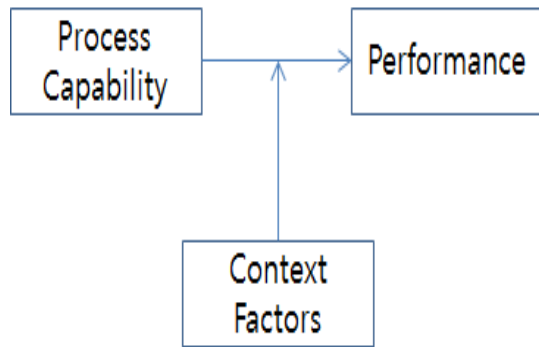 Process
Capability
Performance
Context
Factors